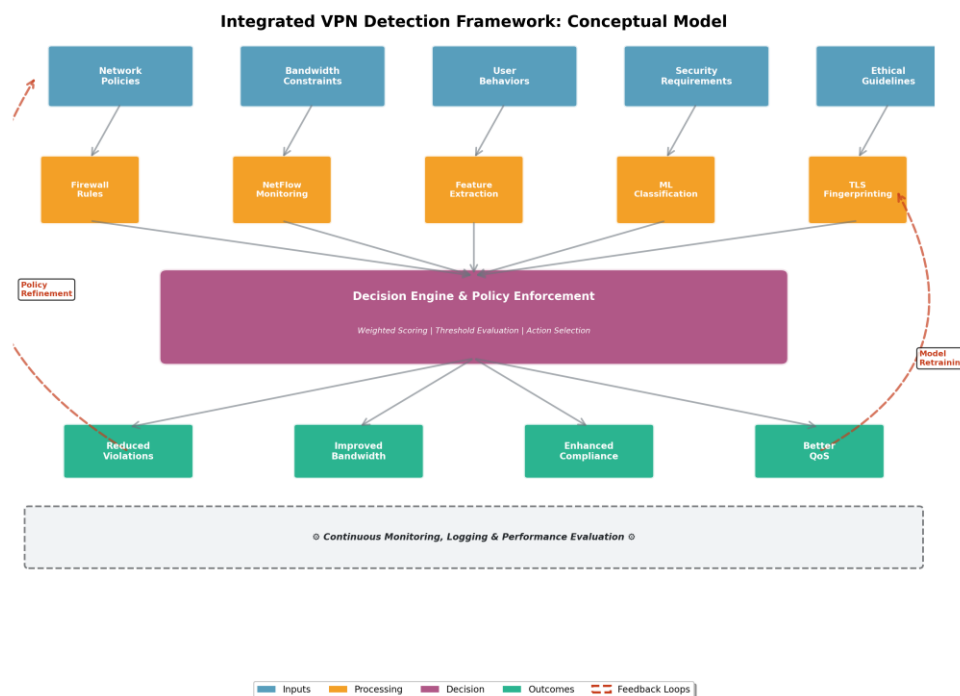 Integrated VPN Detection Framework: Conceptual Model
Network
Policies
Bandwidth
Constraints
User
Behaviors
Security
Requirements
Ethical
Guidelines
Firewall
Rules
NetFlow
Monitoring
Feature
Extraction
ML
Classification
TLS
Fingerprinting
Policy
Refinement
Decision Engine & Policy Enforcement
Weighted Scoring | Threshold Evaluation | Action Selection
Model
Retrainin
Reduced
Violations
Improved
Bandwidth
Enhanced
Compliance
Better
QoS
⚙ Continuous Monitoring, Logging & Performance Evaluation ⚙
Inputs
Processing
Decision
Outcomes
Feedback Loops